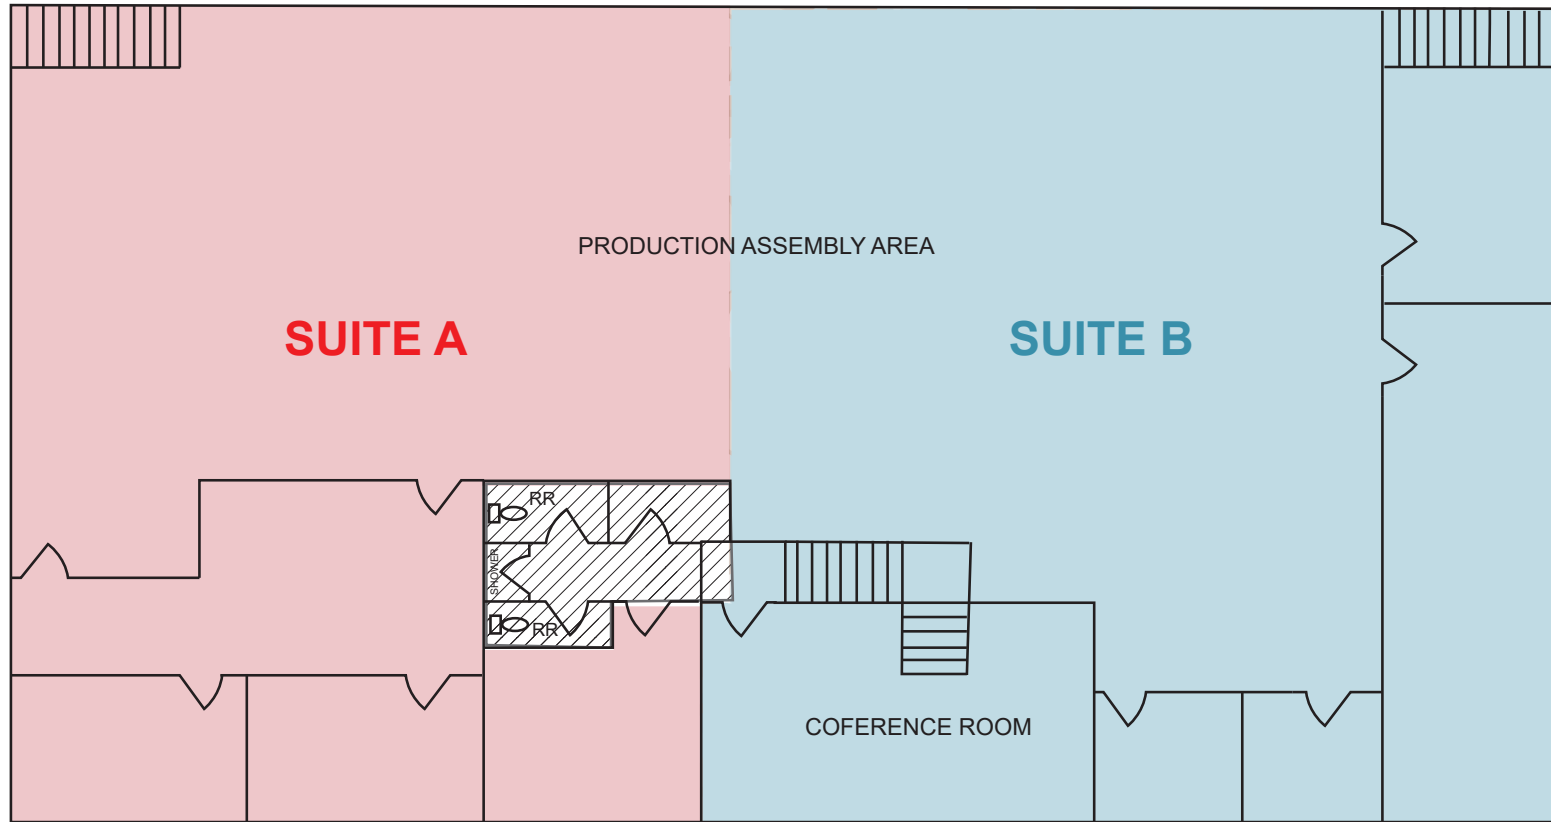 PRODUCTION ASSEMBLY AREA
SUITE A
SUITE B
RR
SHOWER
RR
COFERENCE ROOM